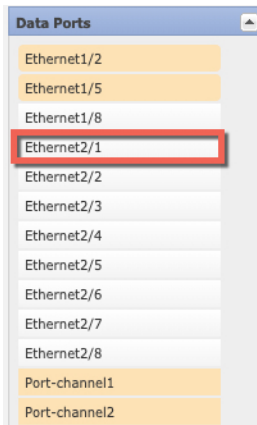 Data Ports
Ethernet1/2
Ethernet1/5
Ethernet1/8
Ethernet2/1
Ethernet2/2
Ethernet2/3
Ethernet2/4
Ethernet2/5
Ethernet2/6
Ethernet2/7
Ethernet2/8
Port-channel1
Port-channel2